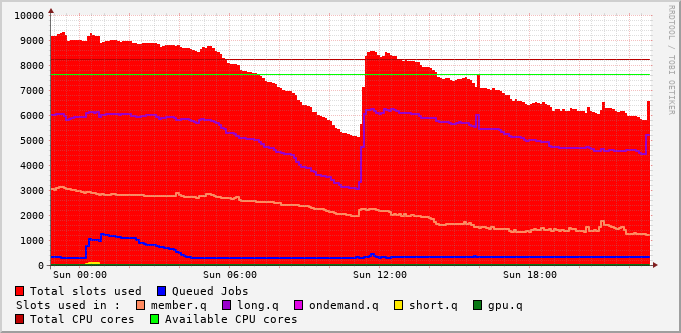 10000
9000
8000
7000
6000
5000
4000
3000
2000
1000
0
Sun 00:00 Sun 06:00 Sun 12:00 Sun 18:00
Total slots used Queued Jobs
Slots used in : member.q long.q ondemand.q short.q gpu.q
Total CPU cores Available CPU cores
RRDTOOL / TOBI OETIKER